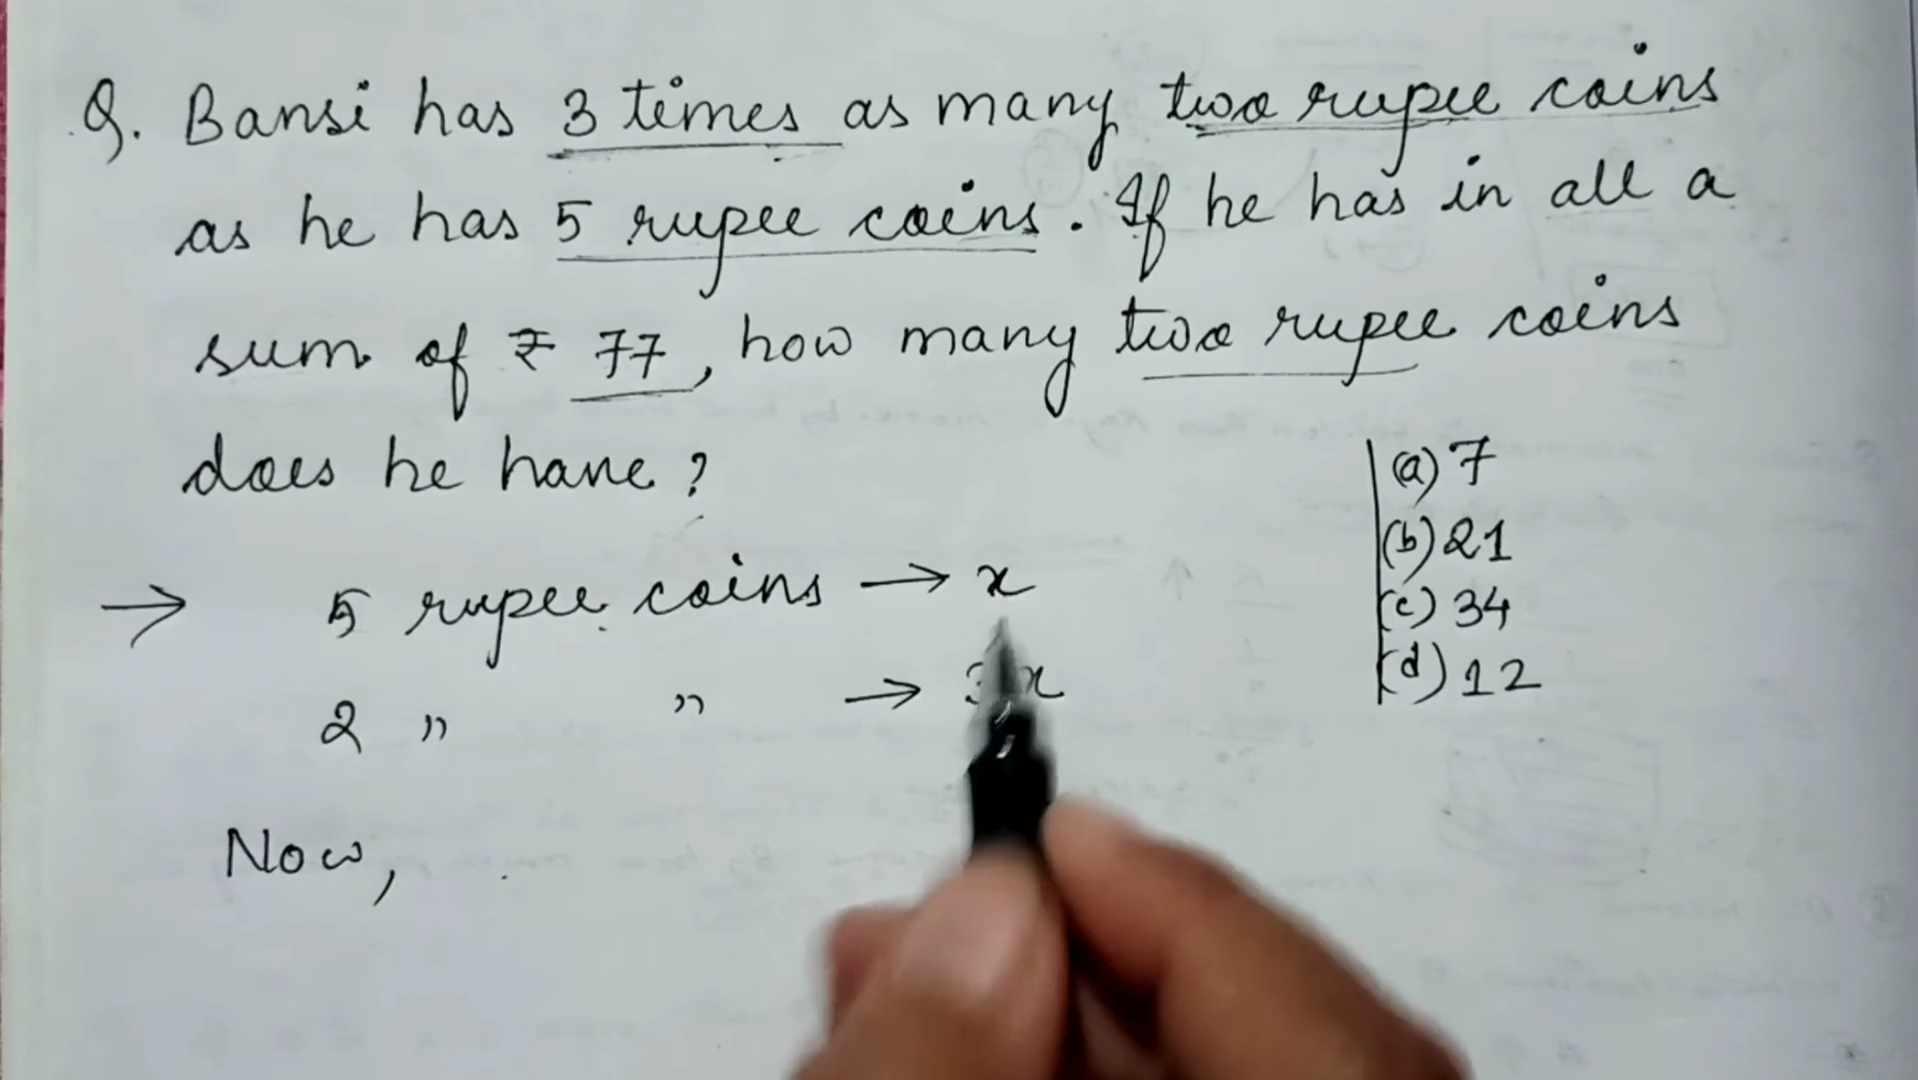 Q. Bansi has 3 times as many two rupee coins
as he has 5 rupee coins. If he has in all a
sum of ₹ 77, how many two rupee coins
does he have?
(a) 7
(b) 21
(c) 34
(d) 12
→ 5 rupee coins → x
2 " " → 3x
Now,